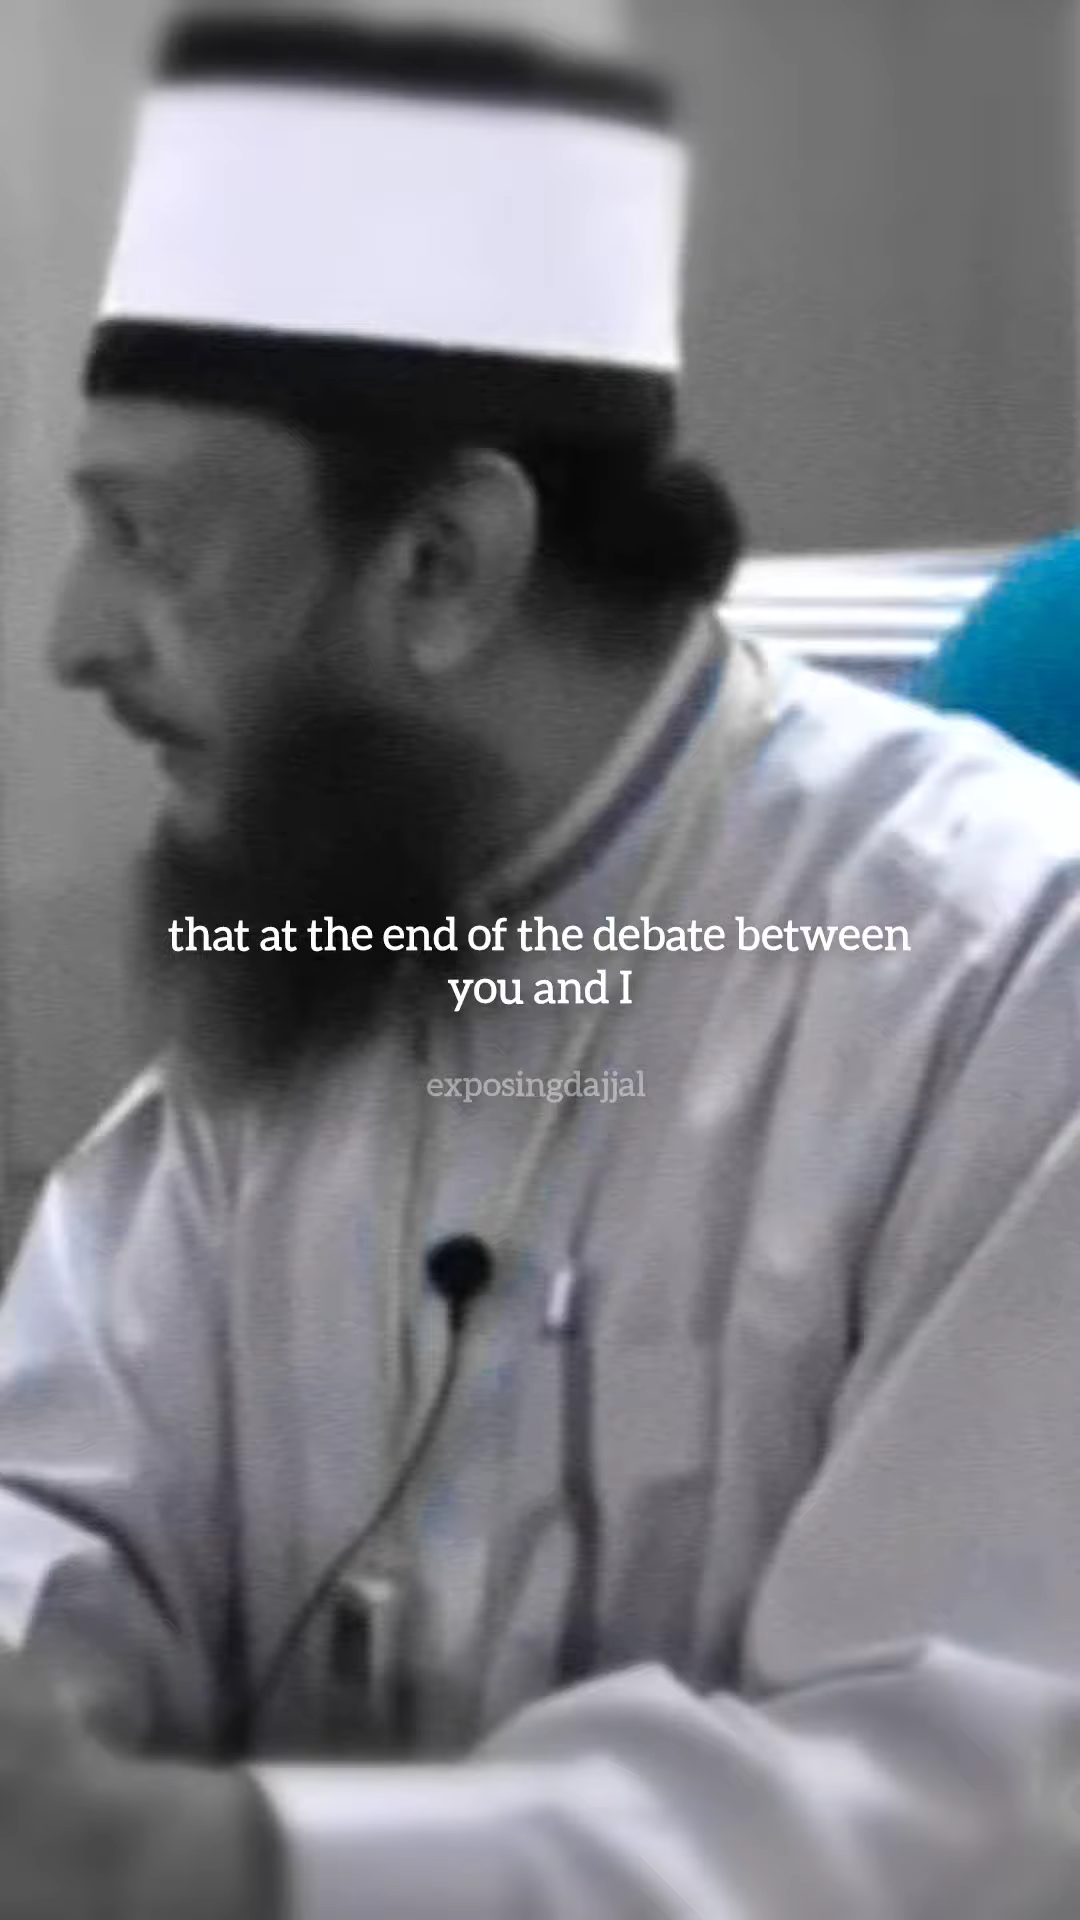 that at the end of the debate between
you and I
exposingdajjal